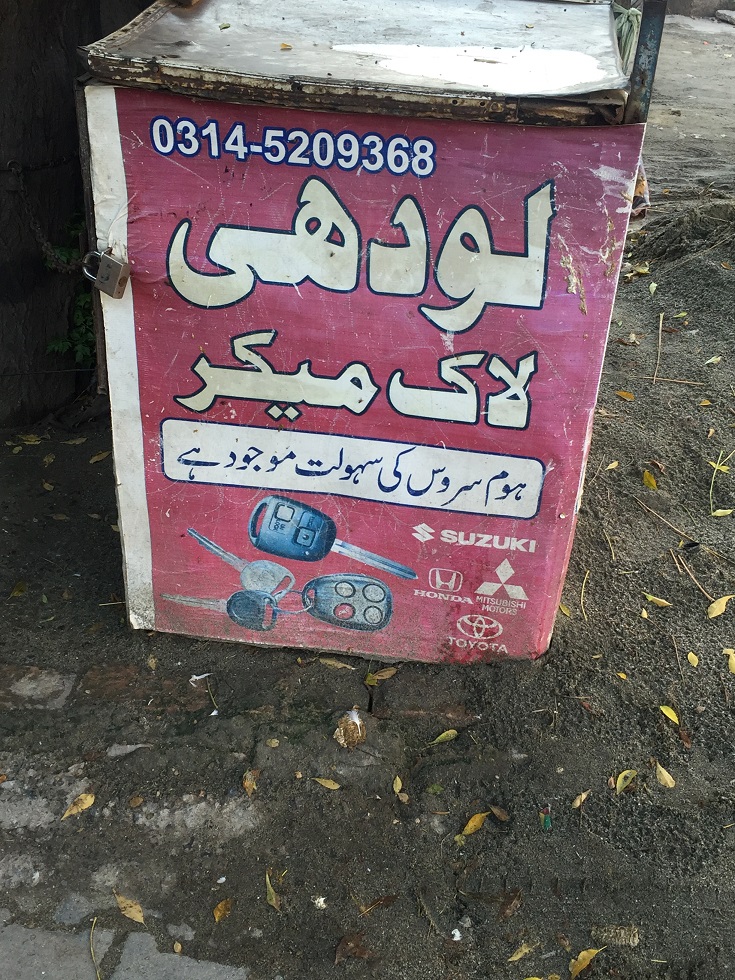 0314-5209368
لودھی
لاک میکر
ہوم سروس کی سہولت موجود ہے
SUZUKI
HONDA
MITSUBISHI
MOTORS
TOYOTA